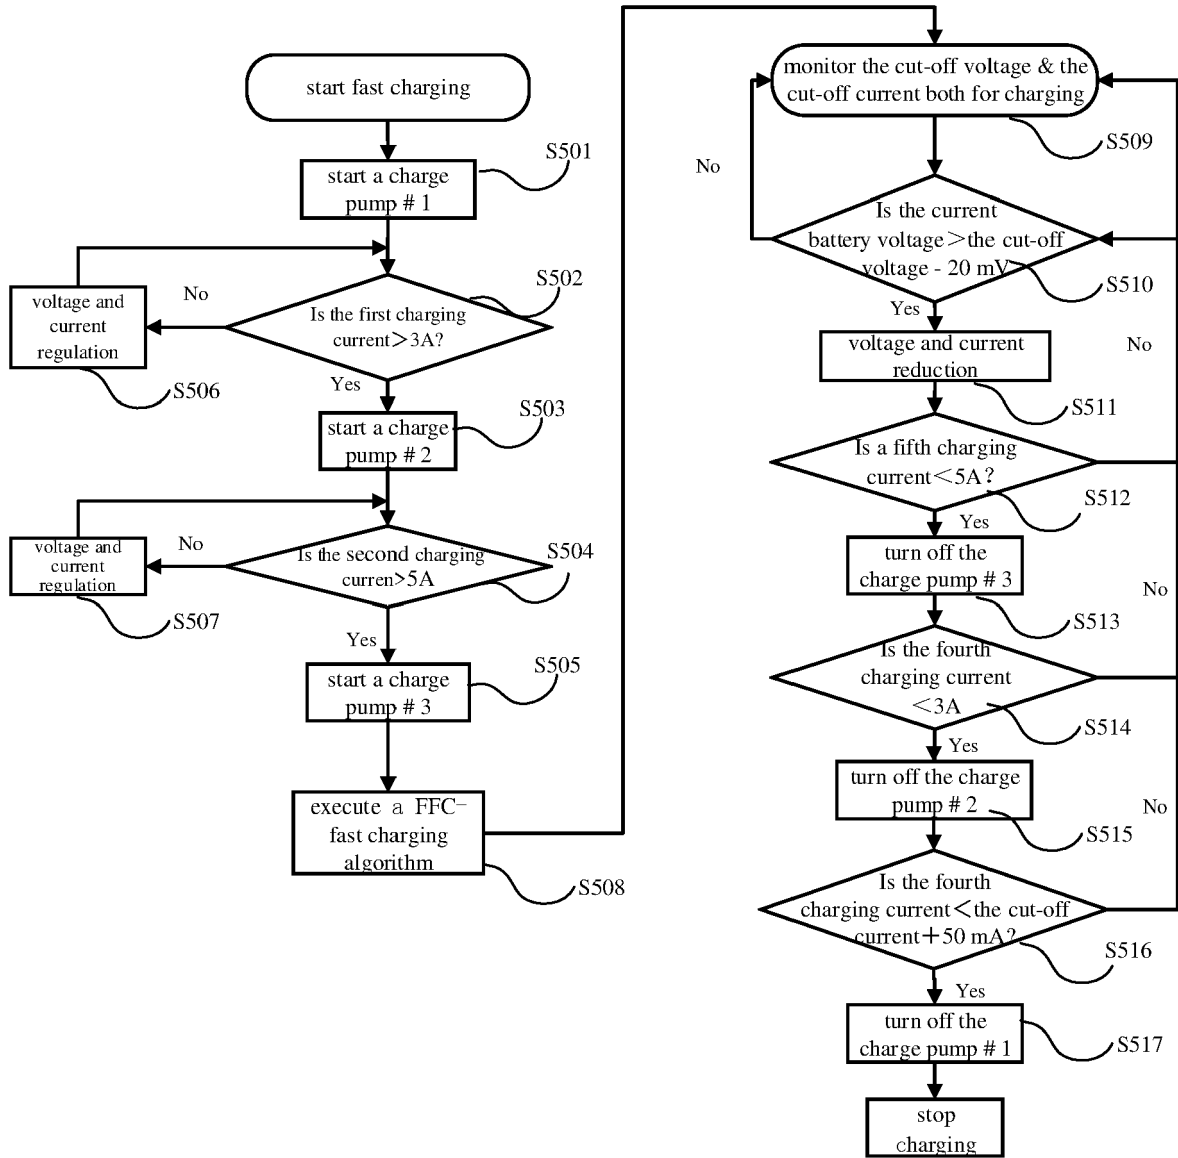 start fast charging
S501
start a charge
pump # 1
S502
Is the first charging
current>3A?
No
voltage and
current
regulation
S506
Yes
S503
start a charge
pump # 2
S504
Is the second charging
curren>5A
No
voltage and
current
regulation
S507
Yes
S505
start a charge
pump # 3
execute a FFC-
fast charging
algorithm
S508
monitor the cut-off voltage & the
cut-off current both for charging
S509
No
Is the current
battery voltage>the cut-off
voltage - 20 mV
S510
Yes
voltage and current
reduction
No
S511
Is a fifth charging
current<5A?
S512
Yes
turn off the
charge pump # 3
No
S513
Is the fourth
charging current
<3A
S514
Yes
turn off the charge
pump # 2
No
S515
Is the fourth
charging current<the cut-off
current+50 mA?
S516
Yes
turn off the
charge pump # 1
S517
stop
charging